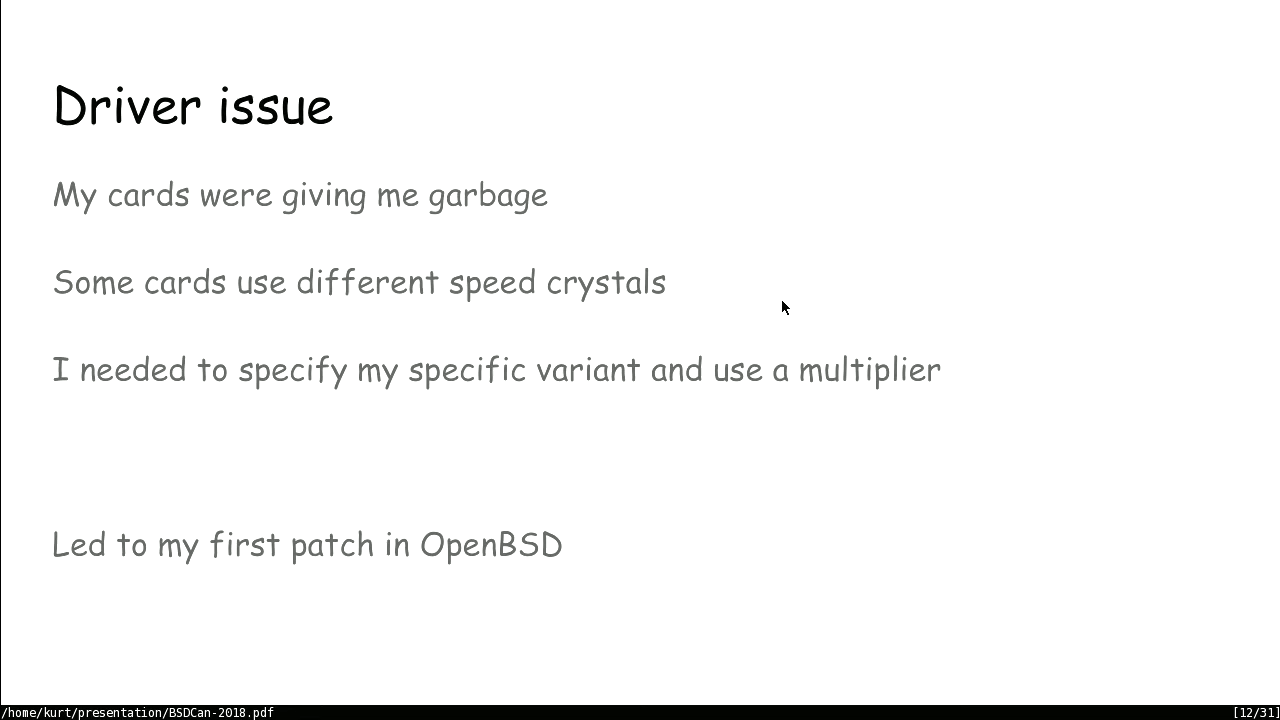 Driver issue
My cards were giving me garbage
Some cards use different speed crystals
I needed to specify my specific variant and use a multiplier
Led to my first patch in OpenBSD
/home/kurt/presentation/BSDCan-2018.pdf [12/31]